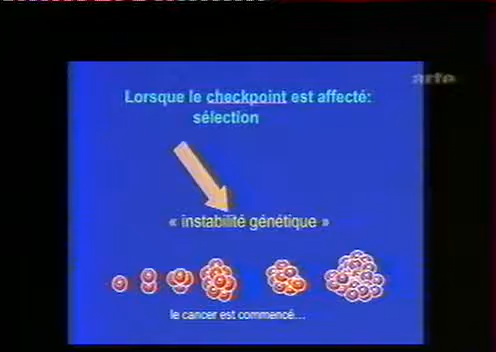 arte
Lorsque le checkpoint est affecté:
sélection
« instabilité génétique »
le cancer est commencé...